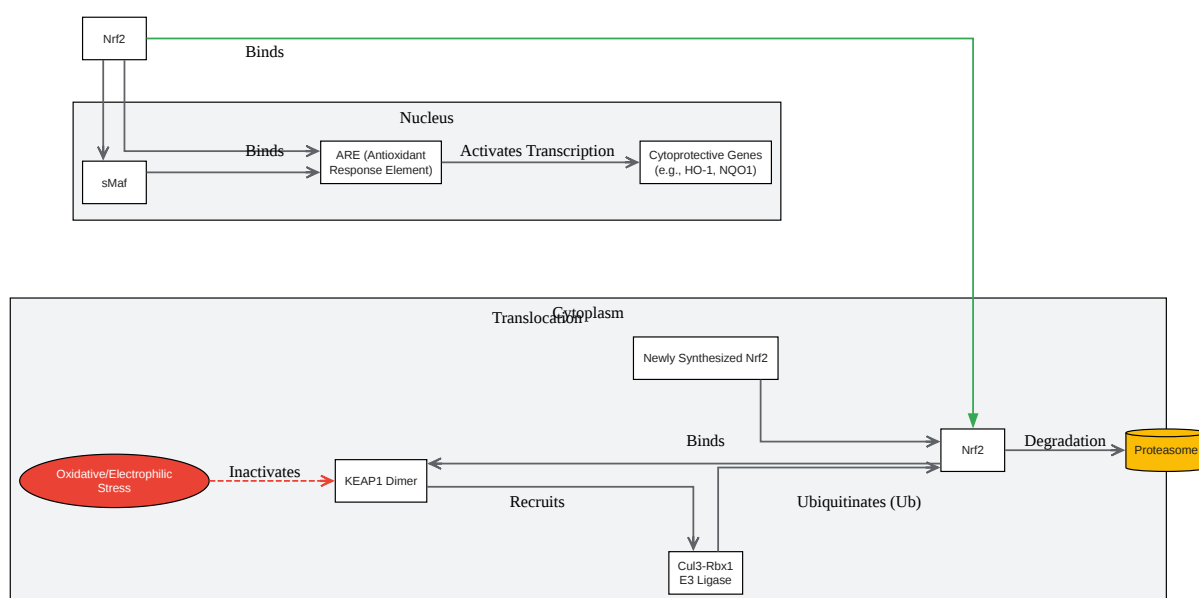 Nrf2
Binds
Nucleus
Binds
ARE (Antioxidant
Response Element)
Activates Transcription
Cytoprotective Genes
(e.g., HO-1, NQO1)
sMaf
Cytoplasm
Translocation
Newly Synthesized Nrf2
Binds
Nrf2
Degradation
Proteasome
Oxidative/Electrophilic
Stress
Inactivates
KEAP1 Dimer
Recruits
Ubiquitinates (Ub)
Cul3-Rbx1
E3 Ligase